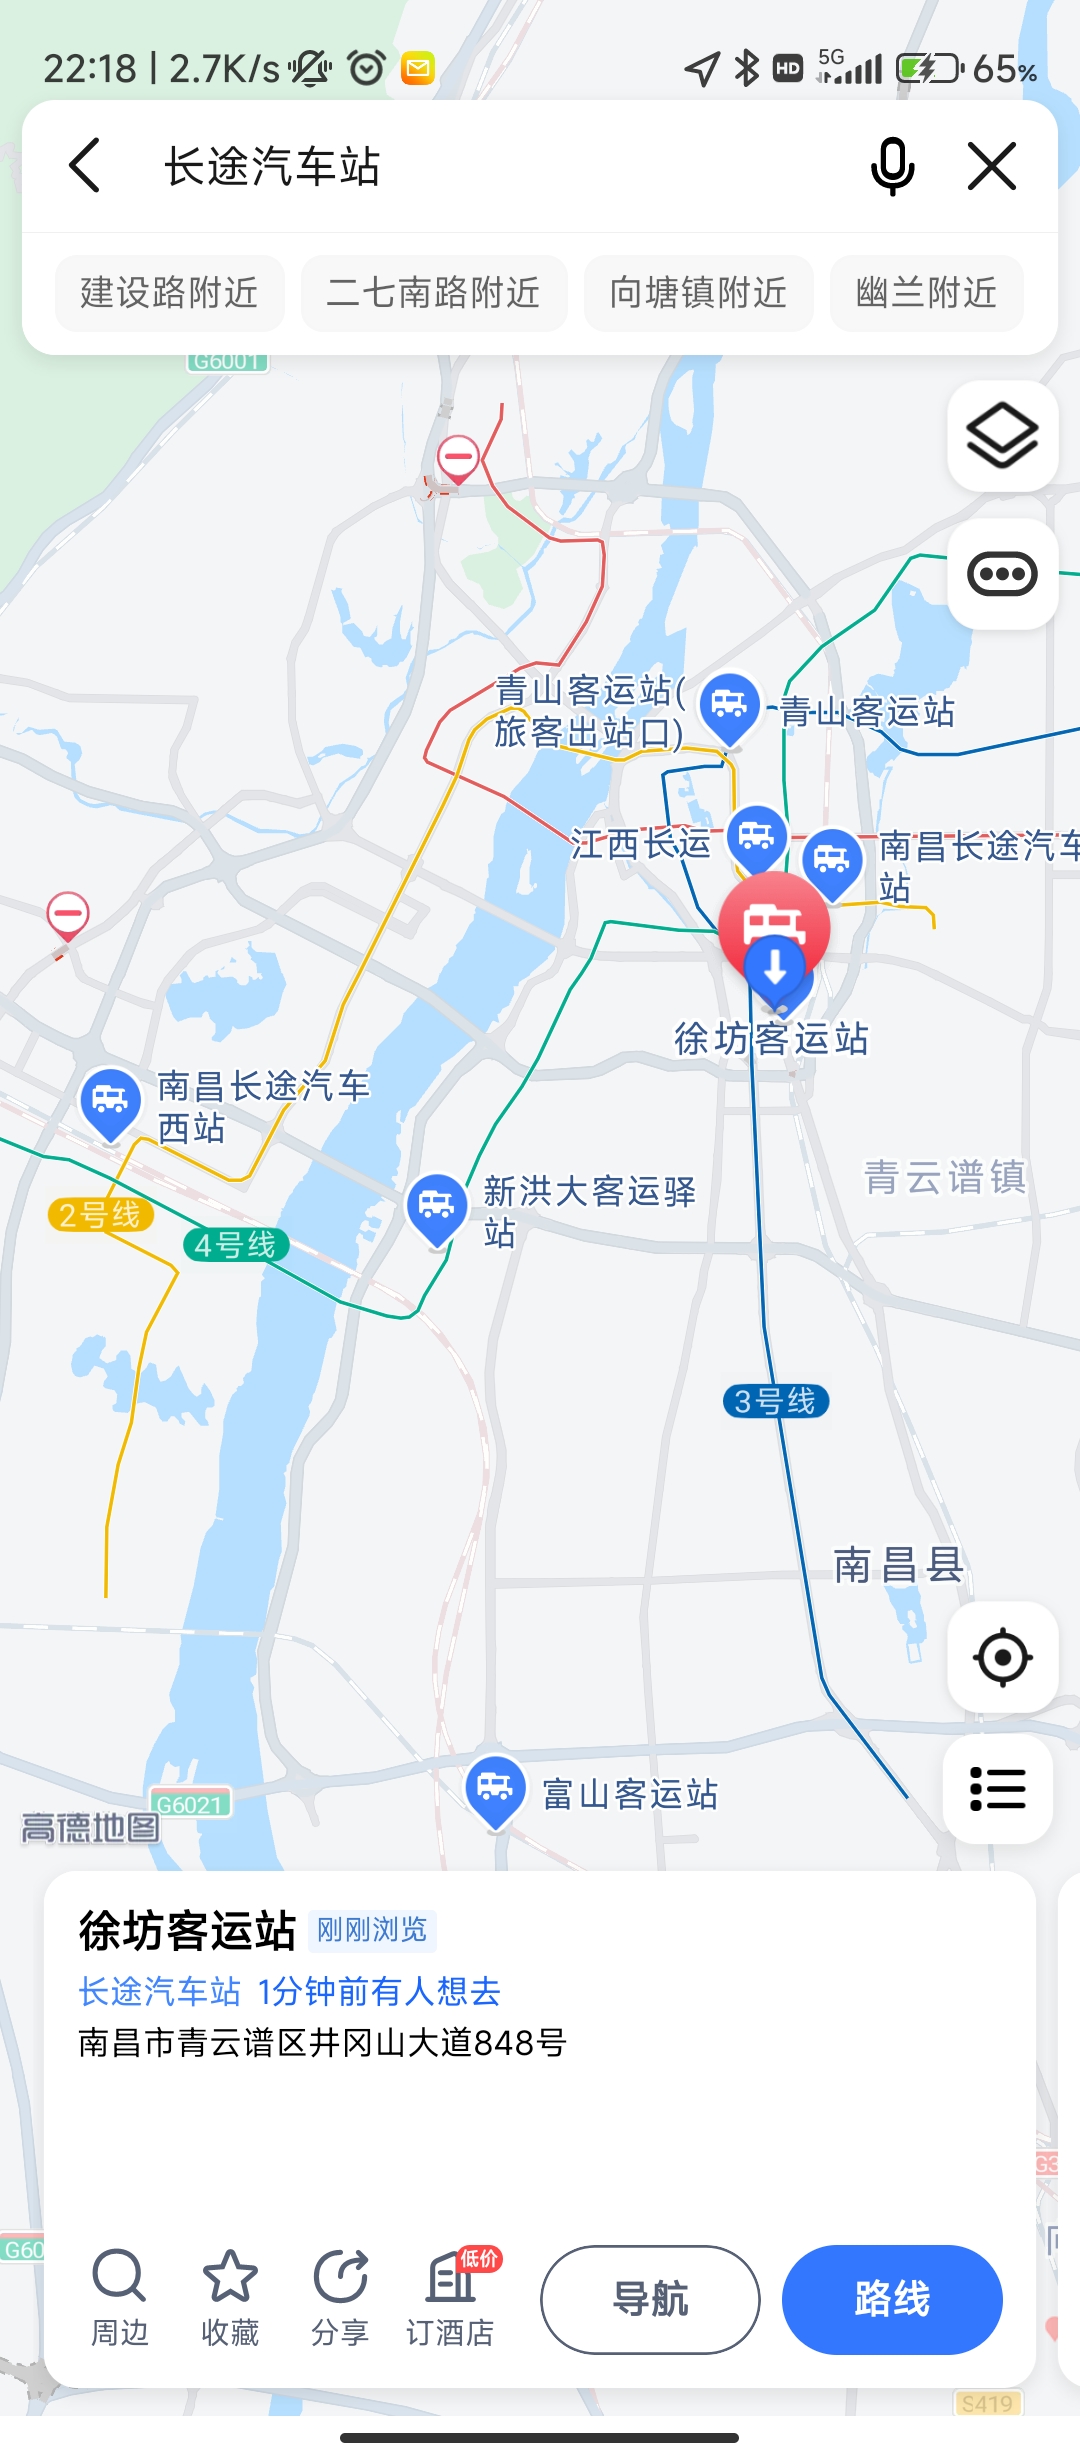 22:18 | 2.7K/s
HD
5G
65%
长途汽车站
建设路附近
二七南路附近
向塘镇附近
幽兰附近
G6001
青山客运站(
旅客出站口)
青山客运站
江西长运
南昌长途汽车
站
徐坊客运站
南昌长途汽车
西站
2号线
4号线
新洪大客运驿
站
青云谱镇
3号线
南昌县
富山客运站
G6021
高德地图
徐坊客运站
刚刚浏览
长途汽车站 1分钟前有人想去
南昌市青云谱区井冈山大道848号
G60
G3
周边
收藏
分享
低价
订酒店
导航
路线
S419